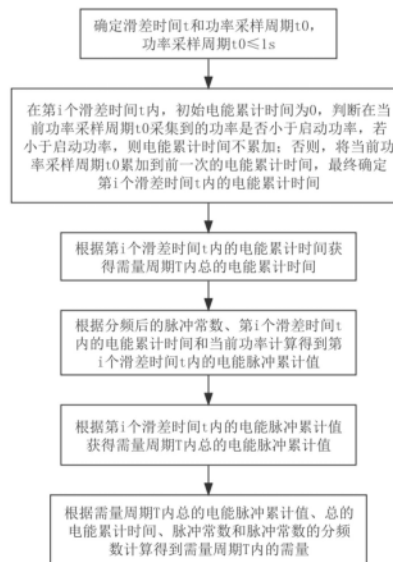 确定滑差时间t和功率采样周期t0，
功率采样周期t0≤1s
在第i个滑差时间t内，初始电能累计时间为0，判断在当
前功率采样周期t0采集到的功率是否小于启动功率，若
小于启动功率，则电能累计时间不累加；否则，将当前功
率采样周期t0累加到前一次的电能累计时间，最终确定
第i个滑差时间t内的电能累计时间
根据第i个滑差时间t内的电能累计时间获
得需量周期T内总的电能累计时间
根据分频后的脉冲常数、第i个滑差时间t
内的电能累计时间和当前功率计算得到第
i个滑差时间t内的电能脉冲累计值
根据第i个滑差时间t内的电能脉冲累计值
获得需量周期T内总的电能脉冲累计值
根据需量周期T内总的电能脉冲累计值、总的
电能累计时间、脉冲常数和脉冲常数的分频
数计算得到需量周期T内的需量